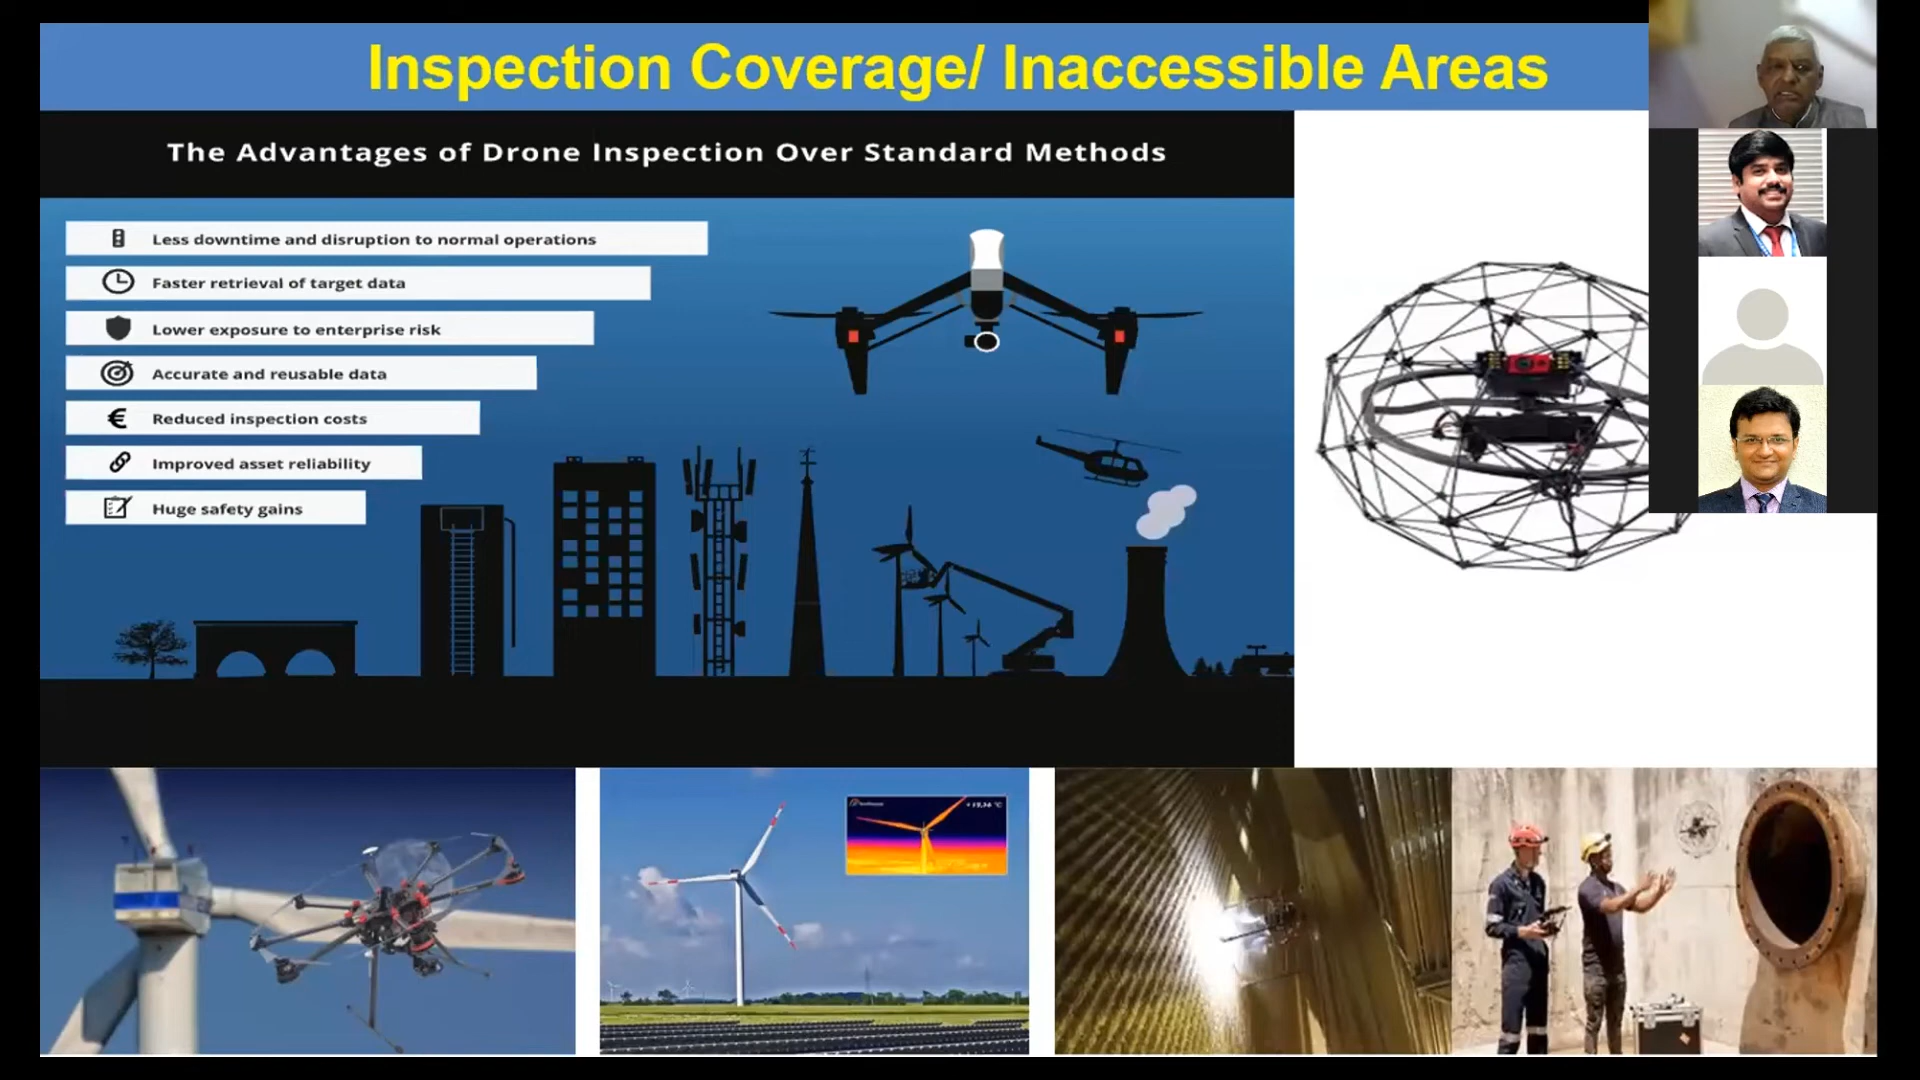 Inspection Coverage/ Inaccessible Areas
The Advantages of Drone Inspection Over Standard Methods
Less downtime and disruption to normal operations
Faster retrieval of target data
Lower exposure to enterprise risk
Accurate and reusable data
€ Reduced inspection costs
Improved asset reliability
Huge safety gains